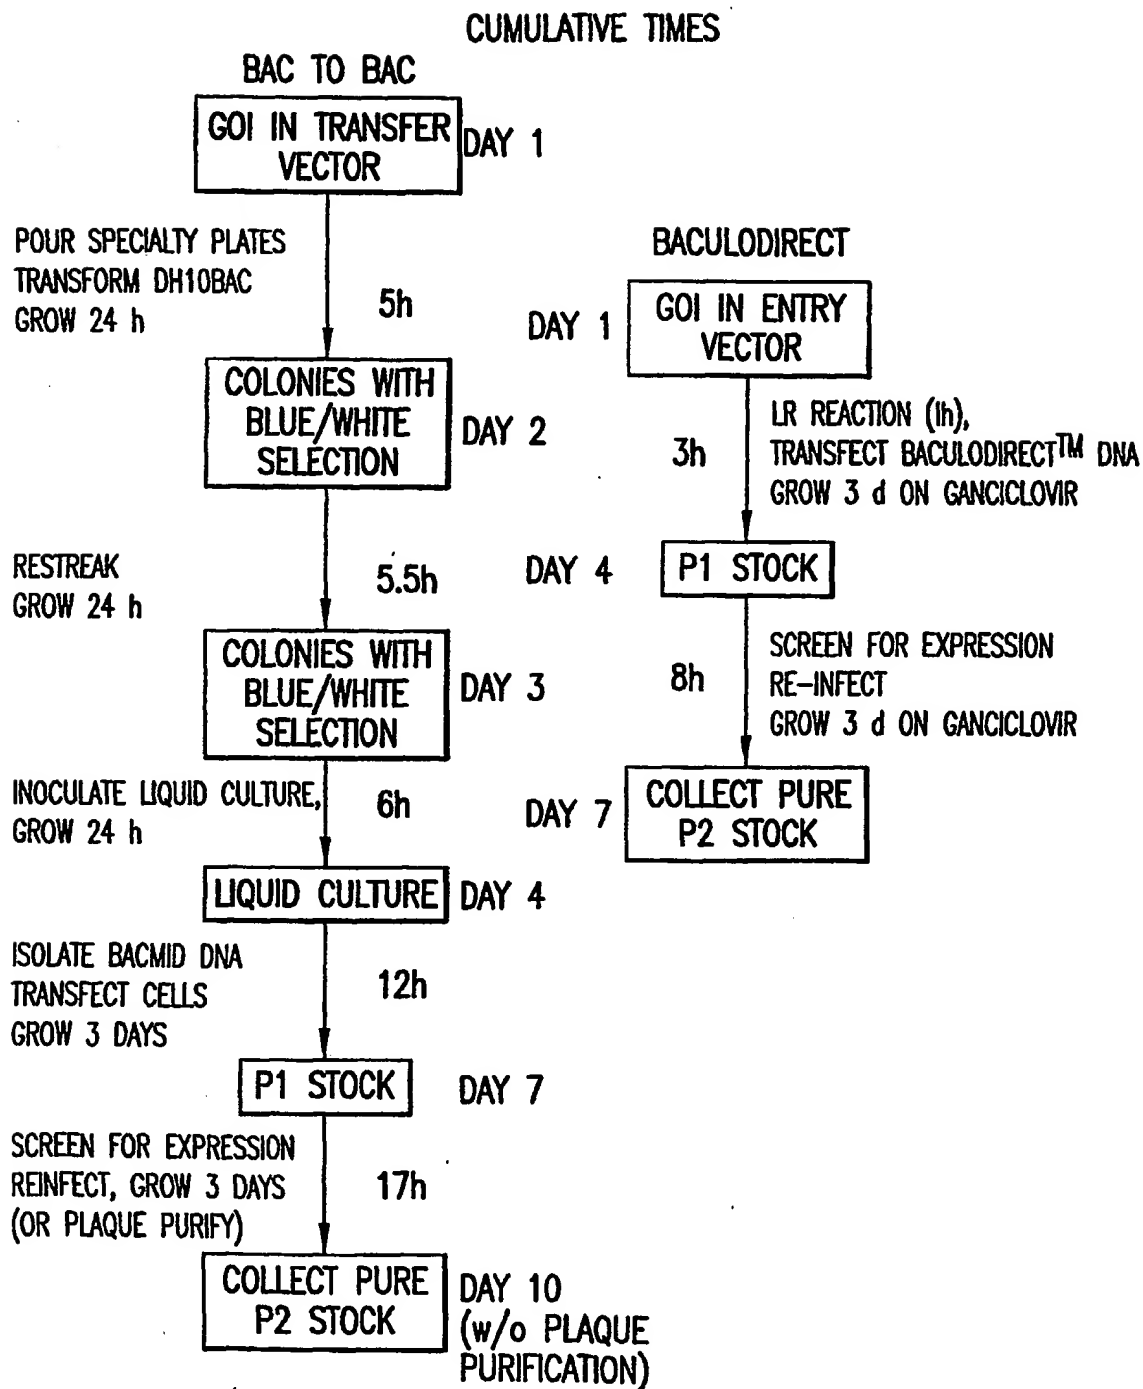 CUMULATIVE TIMES
BAC TO BAC
GOI IN TRANSFER
VECTOR
DAY 1
POUR SPECIALTY PLATES
TRANSFORM DH10BAC
GROW 24 h
5h
COLONIES WITH
BLUE/WHITE
SELECTION
DAY 2
RESTREAK
GROW 24 h
5.5h
COLONIES WITH
BLUE/WHITE
SELECTION
DAY 3
INOCULATE LIQUID CULTURE,
GROW 24 h
6h
LIQUID CULTURE
DAY 4
ISOLATE BACMID DNA
TRANSFECT CELLS
GROW 3 DAYS
12h
P1 STOCK
DAY 7
SCREEN FOR EXPRESSION
REINFECT, GROW 3 DAYS
(OR PLAQUE PURIFY)
17h
COLLECT PURE
P2 STOCK
DAY 10
(w/o PLAQUE
PURIFICATION)
BACULODIRECT
DAY 1
GOI IN ENTRY
VECTOR
3h
LR REACTION (1h),
TRANSFECT BACULODIRECT™ DNA
GROW 3 d ON GANCICLOVIR
DAY 4
P1 STOCK
8h
SCREEN FOR EXPRESSION
RE-INFECT
GROW 3 d ON GANCICLOVIR
DAY 7
COLLECT PURE
P2 STOCK